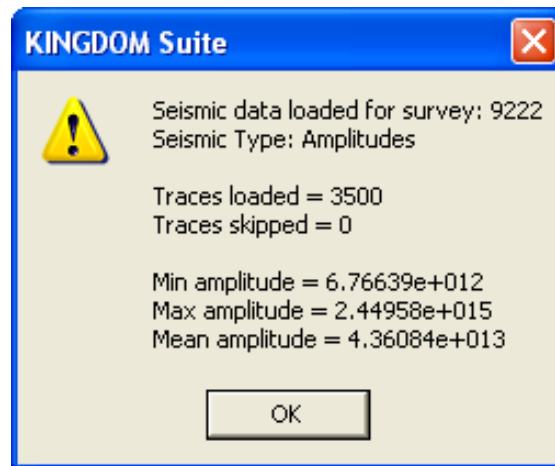 KINGDOM Suite
Seismic data loaded for survey: 9222
Seismic Type: Amplitudes
Traces loaded = 3500
Traces skipped = 0
Min amplitude = 6.76639e+012
Max amplitude = 2.44958e+015
Mean amplitude = 4.36084e+013
OK